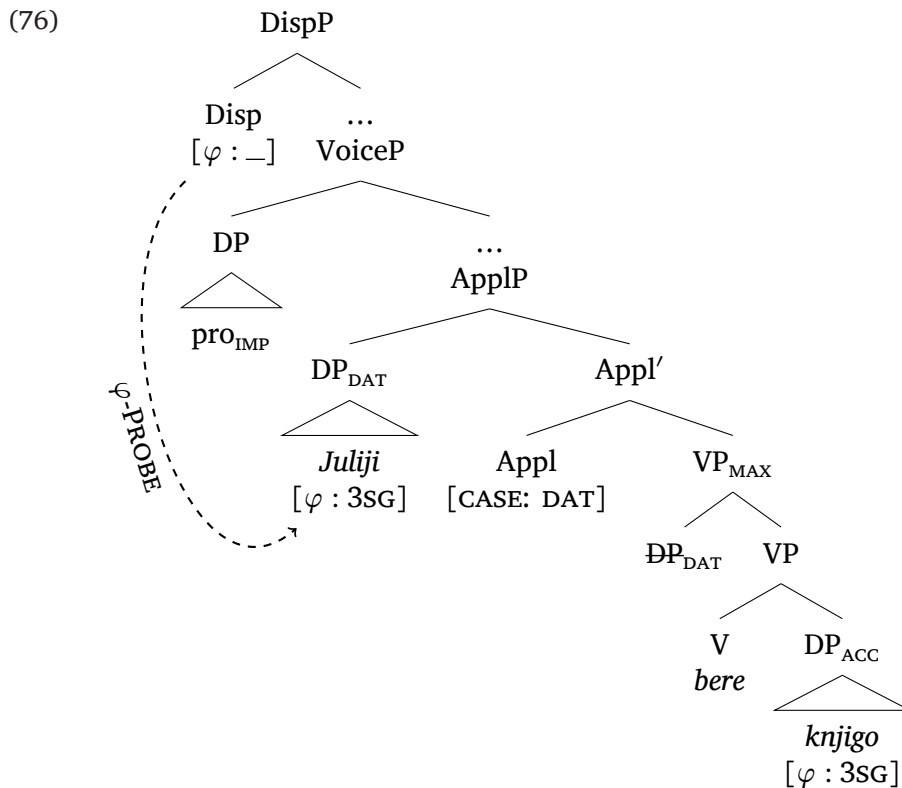 (76)
DispP
Disp …
[φ : _] VoiceP
DP …
ApplP
pro_IMP
DP_DAT Appl′
φ-PROBE
Juliji Appl VP_MAX
[φ : 3SG] [CASE: DAT]
DP_DAT VP
V DP_ACC
bere
knjigo
[φ : 3SG]